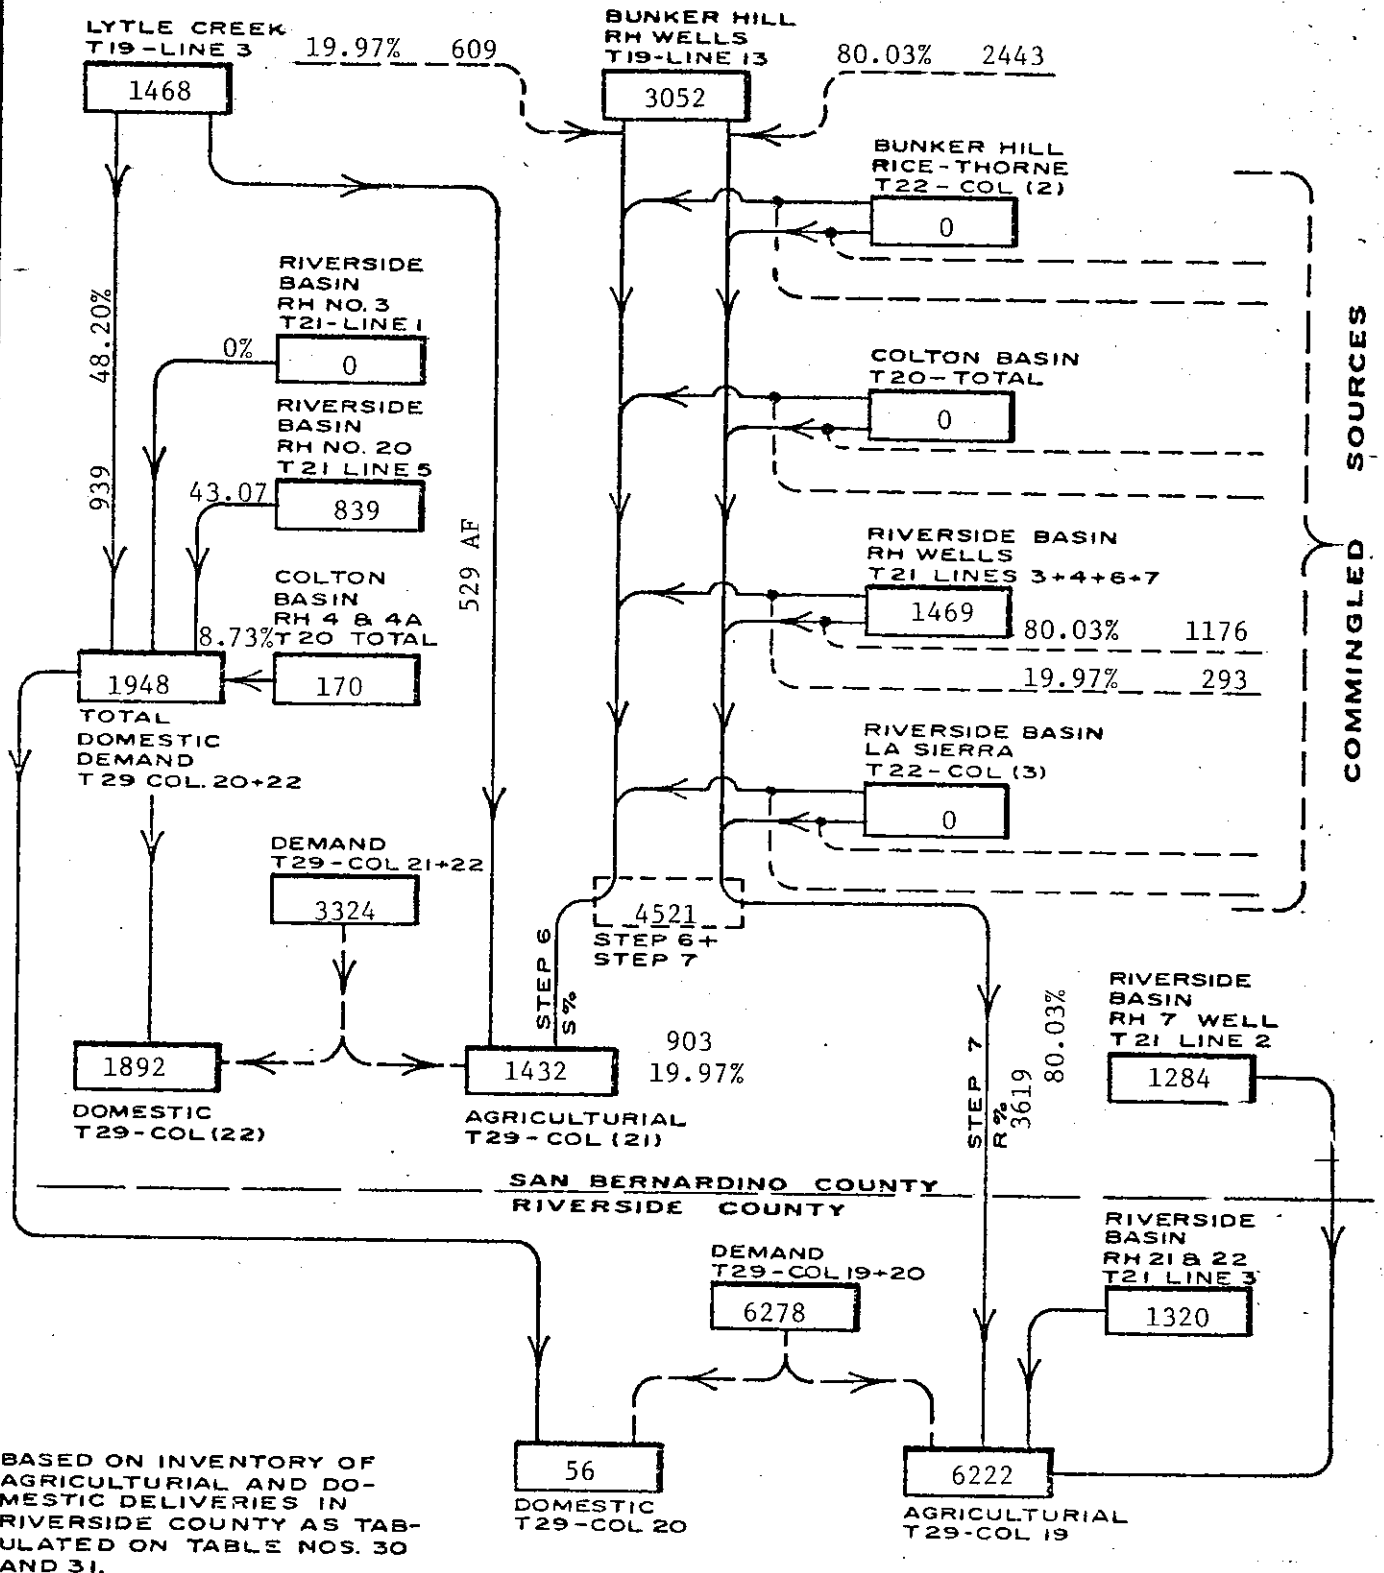 LYTLE CREEK
T19-LINE 3
1468
19.97% 609
BUNKER HILL
RH WELLS
T19-LINE 13
3052
80.03% 2443
BUNKER HILL
RICE-THORNE
T22-COL (2)
0
RIVERSIDE
BASIN
RH NO. 3
T21-LINE 1
0%
0
48.20%
939
COLTON BASIN
T20-TOTAL
0
RIVERSIDE
BASIN
RH NO. 20
T21 LINE 5
43.07
839
529 AF
RIVERSIDE BASIN
RH WELLS
T21 LINES 3+4+6+7
1469
80.03% 1176
19.97% 293
COMMINGLED SOURCES
COLTON
BASIN
RH 4 & 4A
T20 TOTAL
8.73%
170
1948
TOTAL
DOMESTIC
DEMAND
T29 COL. 20+22
RIVERSIDE BASIN
LA SIERRA
T22-COL (3)
0
DEMAND
T29-COL 21+22
3324
4521
STEP 6+
STEP 7
STEP 6
S%
1892
DOMESTIC
T29-COL (22)
1432
903
19.97%
AGRICULTURIAL
T29-COL (21)
STEP 7
R%
3619
80.03%
RIVERSIDE
BASIN
RH 7 WELL
T21 LINE 2
1284
SAN BERNARDINO COUNTY
RIVERSIDE COUNTY
DEMAND
T29-COL 19+20
6278
RIVERSIDE
BASIN
RH 21 & 22
T21 LINE 3
1320
56
DOMESTIC
T29-COL 20
6222
AGRICULTURIAL
T29-COL 19
BASED ON INVENTORY OF
AGRICULTURIAL AND DO-
MESTIC DELIVERIES IN
RIVERSIDE COUNTY AS TAB-
ULATED ON TABLE NOS. 30
AND 31.